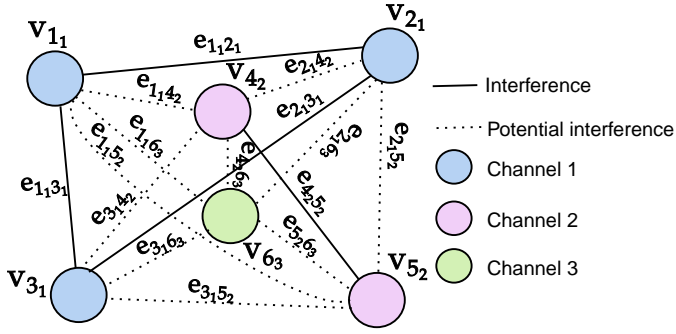 v₁₁
v₂₁
e₁₁₂₁
v₄₂
e₂₁₄₂
e₁₁₄₂
e₂₁₃₁
e₁₁₆₃
e₁₁₅₂
e₂₁₆₃
e₂₁₅₂
e₄₂₆₃
e₄₂₅₂
e₁₁₃₁
e₃₁₄₂
e₃₁₆₃
e₅₂₆₃
v₆₃
v₃₁
v₅₂
e₃₁₅₂
Interference
Potential interference
Channel 1
Channel 2
Channel 3